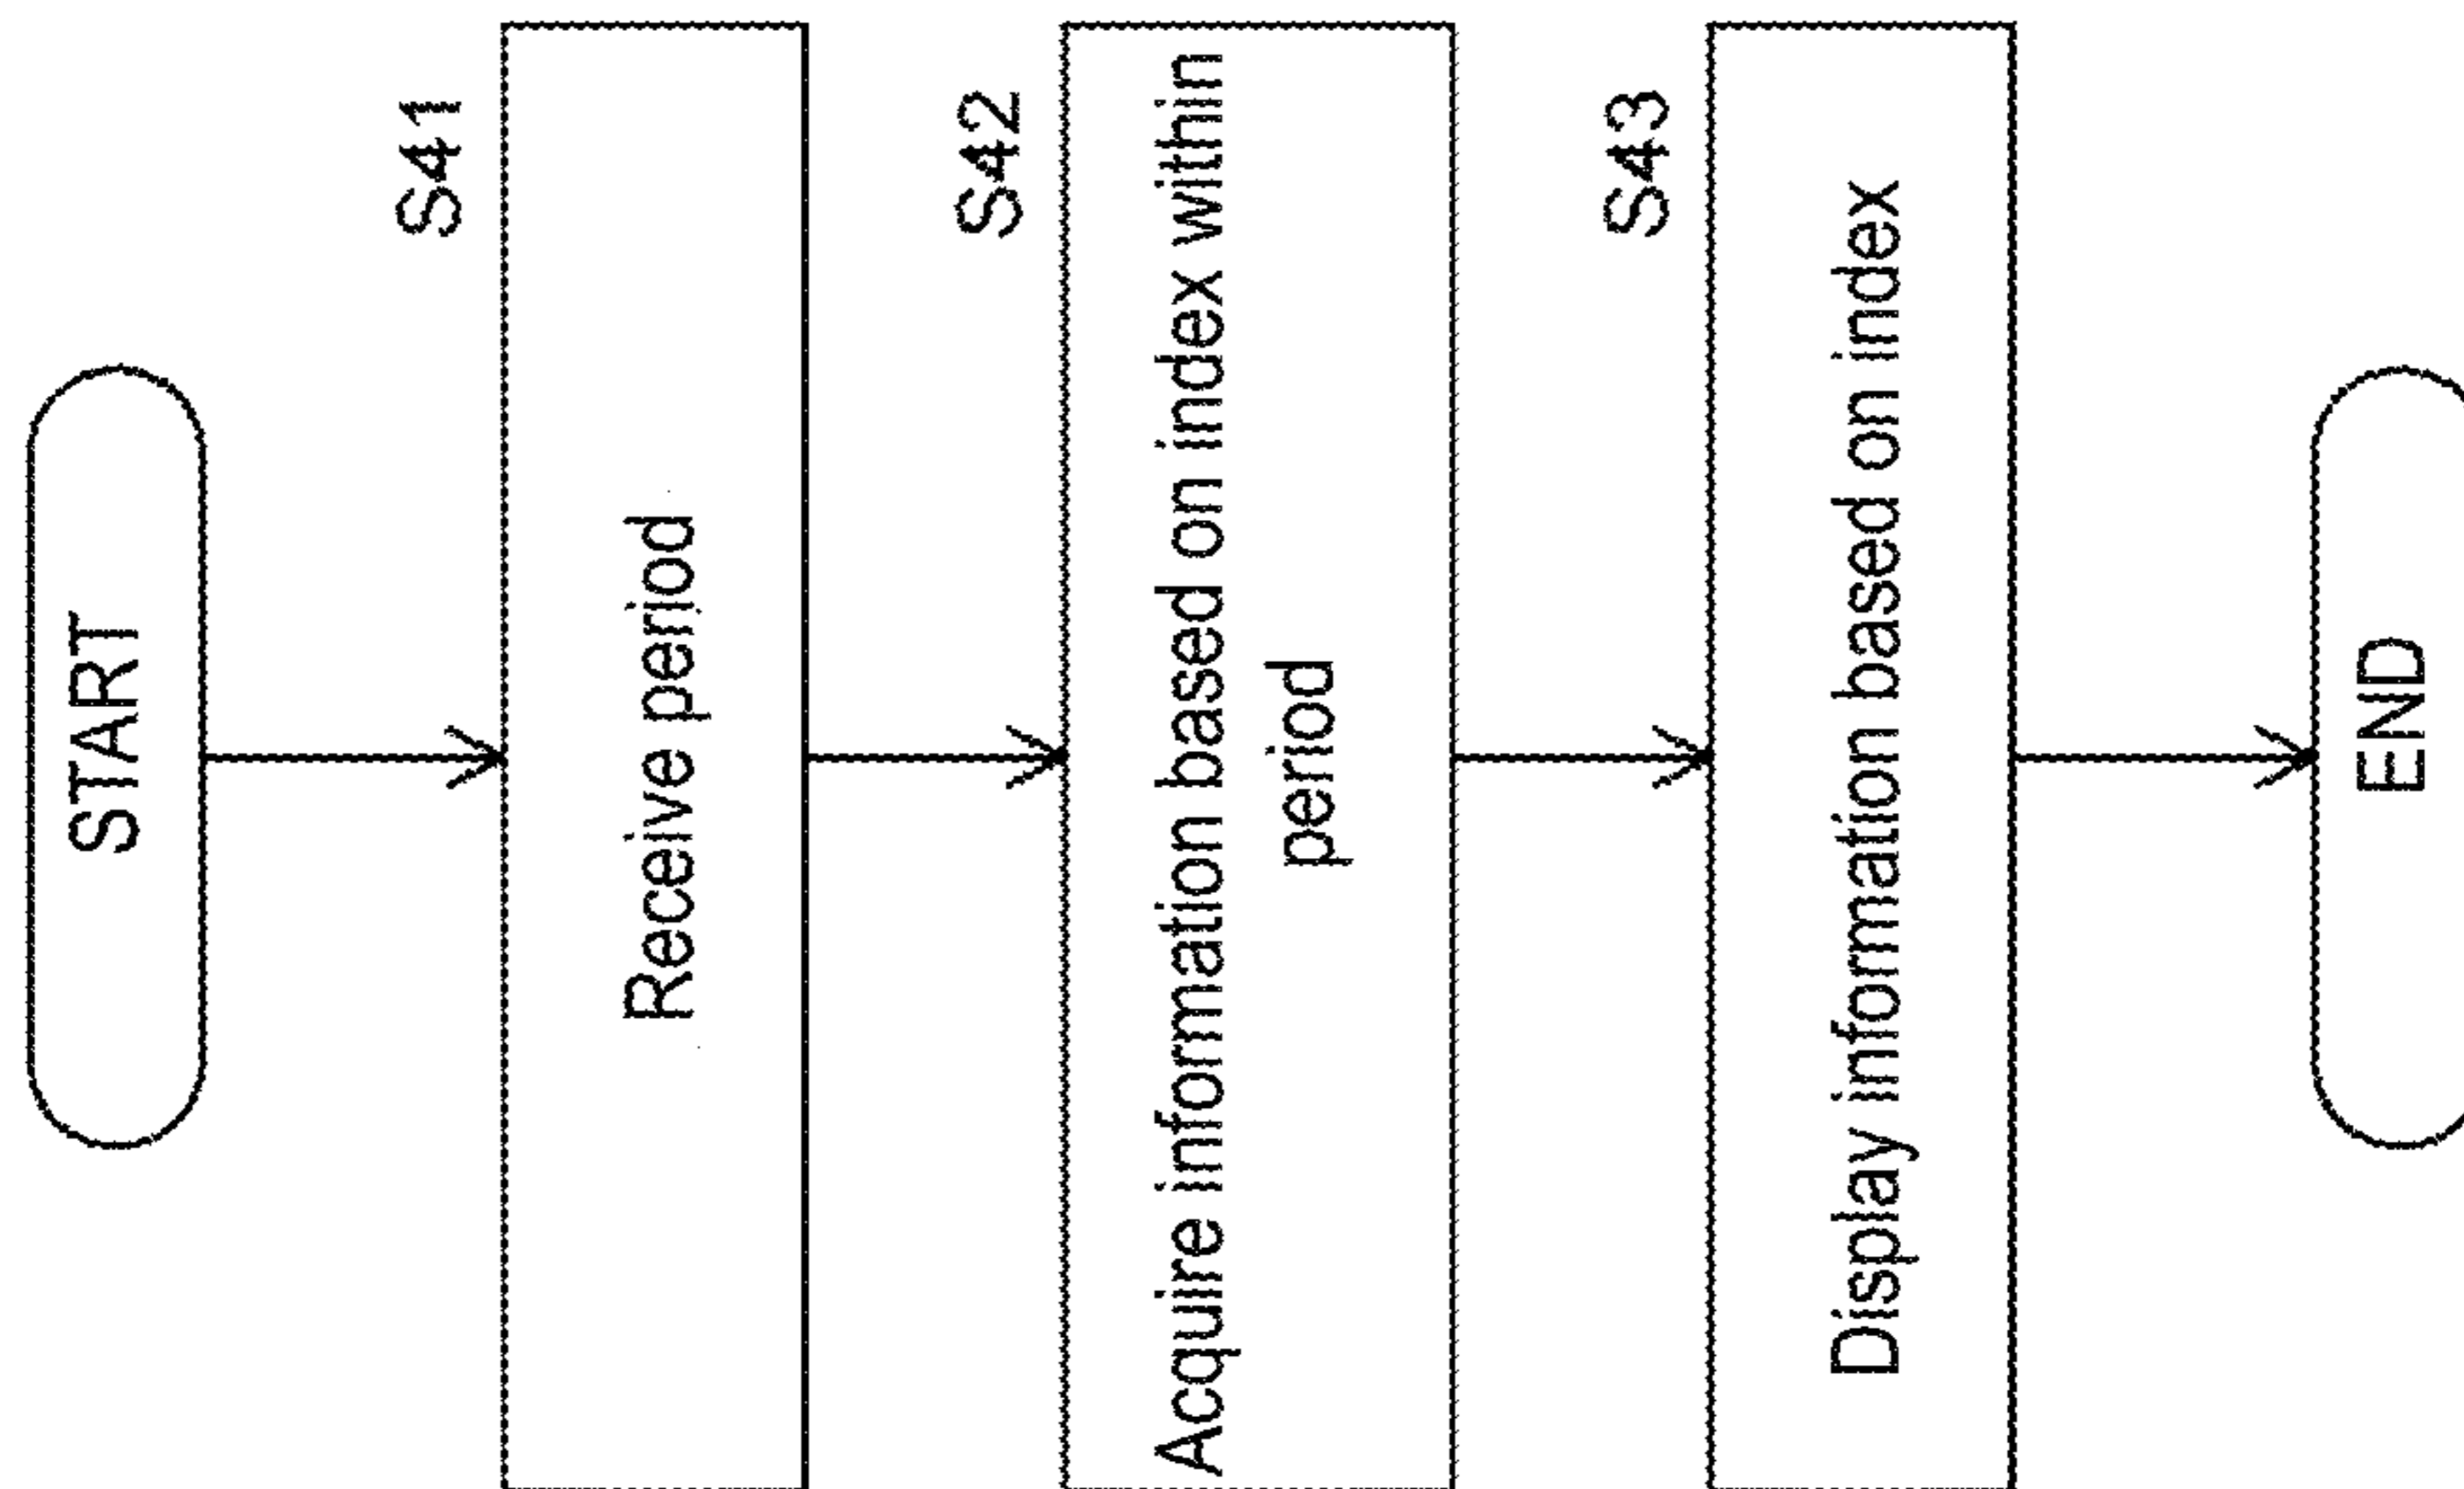 START
S41
Receive period
S42
Acquire information based on index within
period
S43
Display information based on index
END